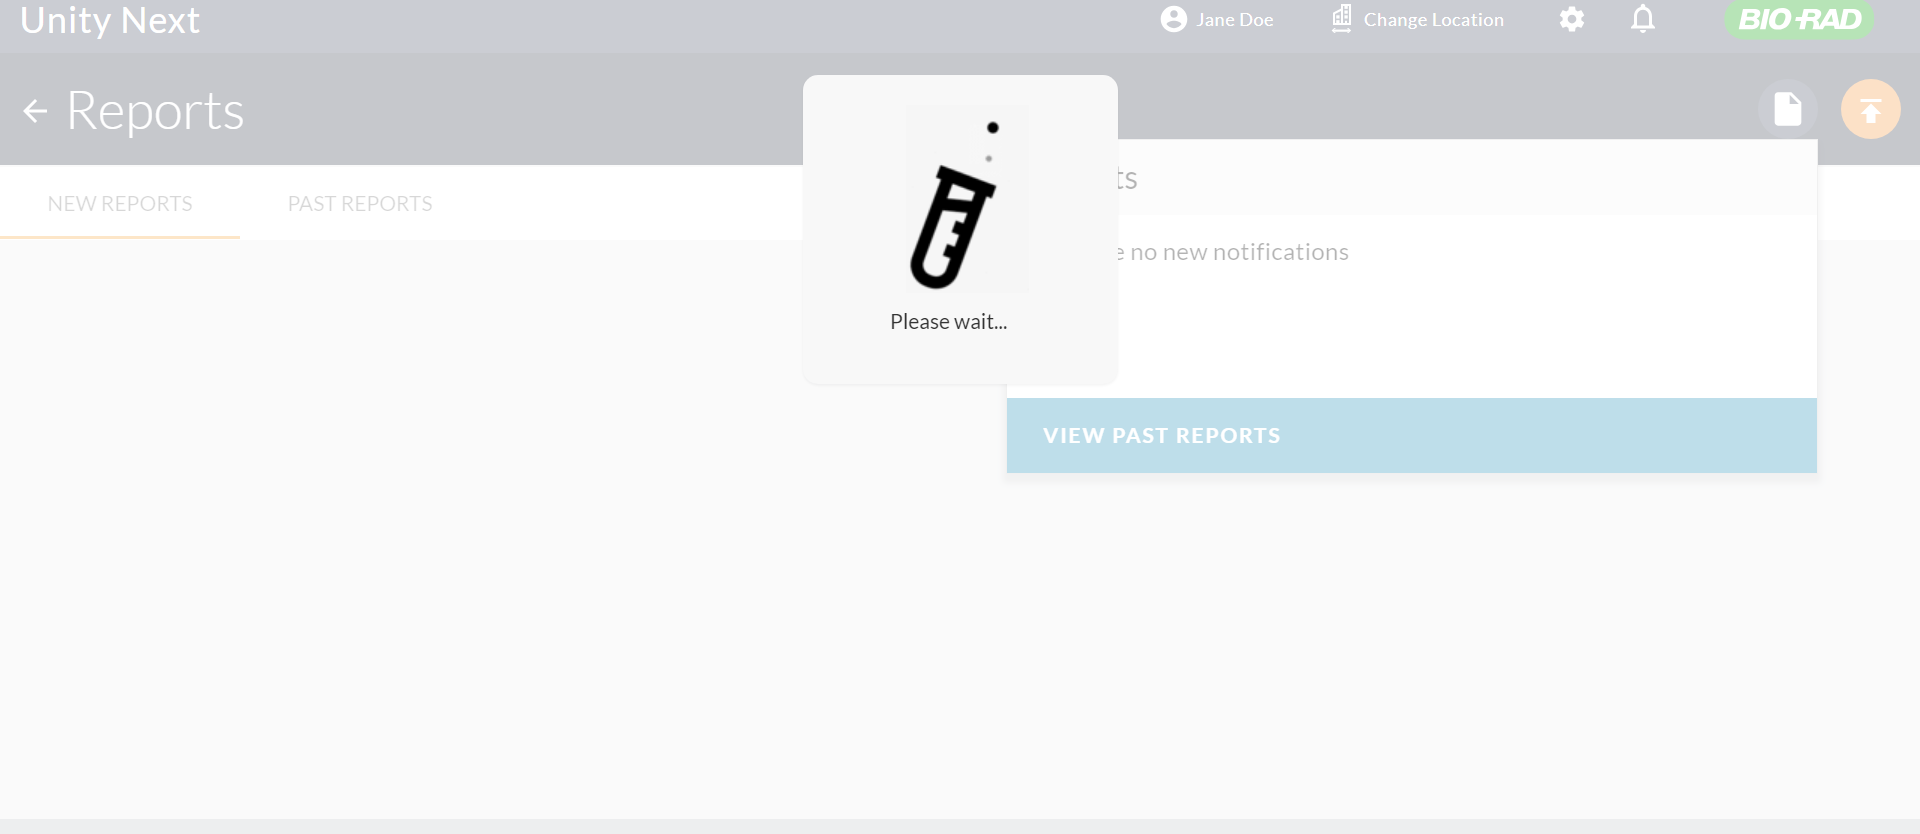 Unity Next
Jane Doe
Change Location
BIO-RAD
Reports
NEW REPORTS
PAST REPORTS
Please wait...
no new notifications
VIEW PAST REPORTS